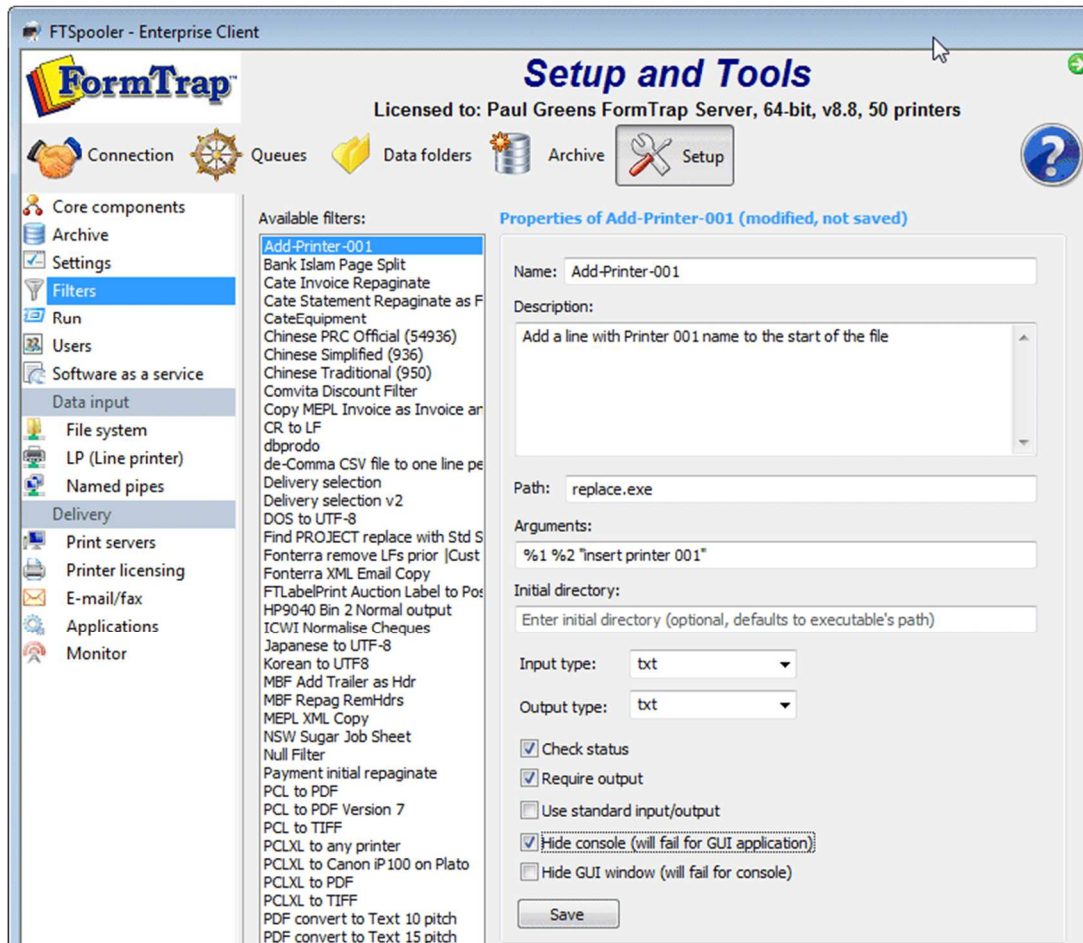 FTSpooler - Enterprise Client
FormTrap™
Setup and Tools
Licensed to: Paul Greens FormTrap Server, 64-bit, v8.8, 50 printers
Connection
Queues
Data folders
Archive
Setup
?
Core components
Archive
Settings
Filters
Run
Users
Software as a service
Data input
File system
LP (Line printer)
Named pipes
Delivery
Print servers
Printer licensing
E-mail/fax
Applications
Monitor
Available filters:
Add-Printer-001
Bank Islam Page Split
Cate Invoice Repaginate
Cate Statement Repaginate as F
CateEquipment
Chinese PRC Official (54936)
Chinese Simplified (936)
Chinese Traditional (950)
Comvita Discount Filter
Copy MEPL Invoice as Invoice an
CR to LF
dbprodo
de-Comma CSV file to one line pe
Delivery selection
Delivery selection v2
DOS to UTF-8
Find PROJECT replace with Std S
Fonterra remove LFs prior |Cust
Fonterra XML Email Copy
FTLabelPrint Auction Label to Pos
HP9040 Bin 2 Normal output
ICWI Normalise Cheques
Japanese to UTF-8
Korean to UTF8
MBF Add Trailer as Hdr
MBF Repag RemHdrs
MEPL XML Copy
NSW Sugar Job Sheet
Null Filter
Payment initial repaginate
PCL to PDF
PCL to PDF Version 7
PCL to TIFF
PCLXL to any printer
PCLXL to Canon iP100 on Plato
PCLXL to PDF
PCLXL to TIFF
PDF convert to Text 10 pitch
PDF convert to Text 15 pitch
Properties of Add-Printer-001 (modified, not saved)
Name: Add-Printer-001
Description:
Add a line with Printer 001 name to the start of the file
Path: replace.exe
Arguments:
%1 %2 "insert printer 001"
Initial directory:
Enter initial directory (optional, defaults to executable's path)
Input type: txt
Output type: txt
Check status
Require output
Use standard input/output
Hide console (will fail for GUI application)
Hide GUI window (will fail for console)
Save